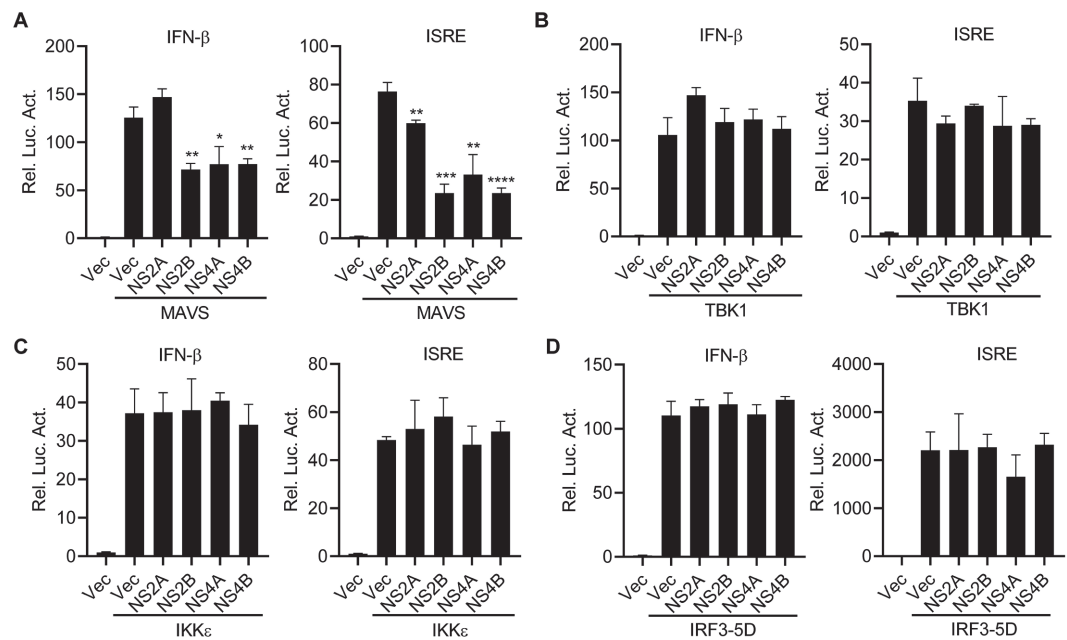 A
IFN-β
Rel. Luc. Act.
200
150
100
50
0
**
*
**
Vec
Vec
NS2A
NS2B
NS4A
NS4B
MAVS
ISRE
Rel. Luc. Act.
100
80
60
40
20
0
**
***
**
****
Vec
Vec
NS2A
NS2B
NS4A
NS4B
MAVS
B
IFN-β
Rel. Luc. Act.
200
150
100
50
0
Vec
Vec
NS2A
NS2B
NS4A
NS4B
TBK1
ISRE
Rel. Luc. Act.
50
40
30
20
10
0
Vec
Vec
NS2A
NS2B
NS4A
NS4B
TBK1
C
IFN-β
Rel. Luc. Act.
50
40
30
20
10
0
Vec
Vec
NS2A
NS2B
NS4A
NS4B
IKKε
ISRE
Rel. Luc. Act.
80
60
40
20
0
Vec
Vec
NS2A
NS2B
NS4A
NS4B
IKKε
D
IFN-β
Rel. Luc. Act.
150
100
50
0
Vec
Vec
NS2A
NS2B
NS4A
NS4B
IRF3-5D
ISRE
Rel. Luc. Act.
4000
3000
2000
1000
0
Vec
Vec
NS2A
NS2B
NS4A
NS4B
IRF3-5D